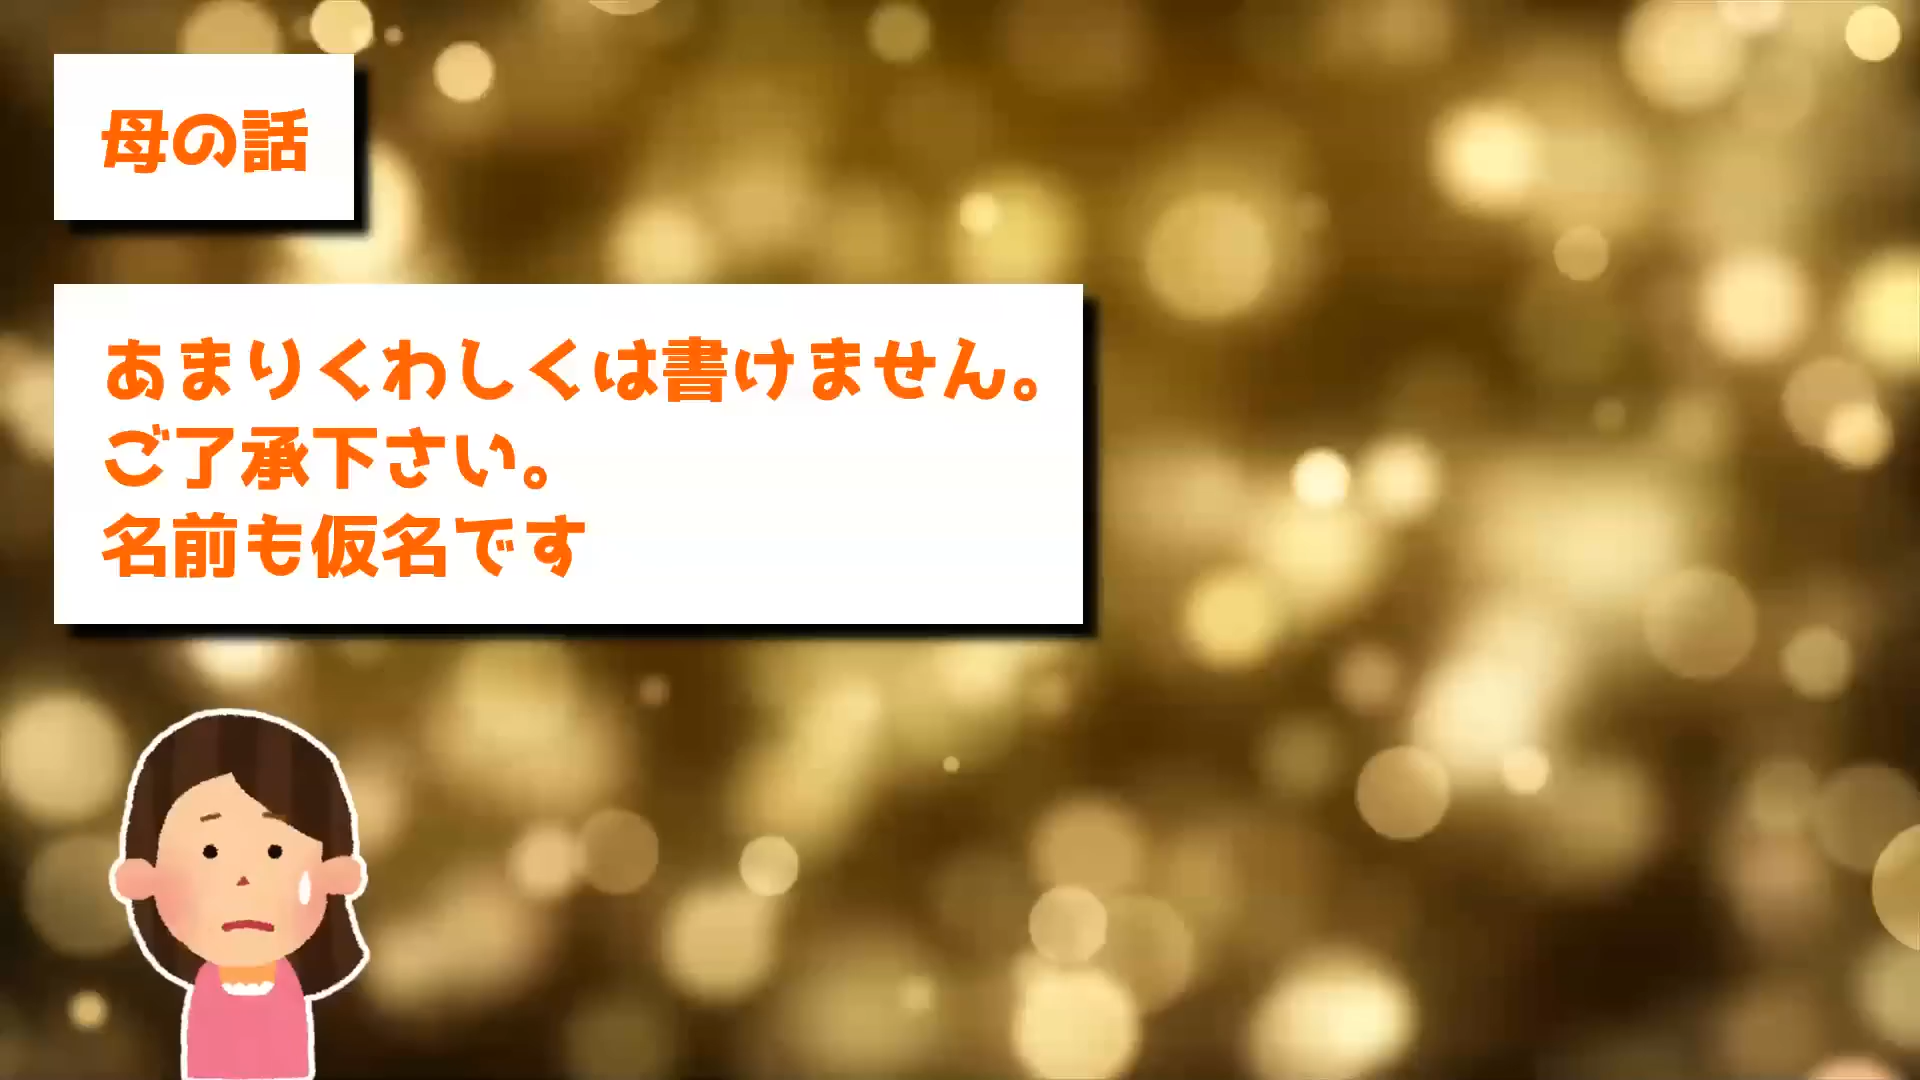 母の話
あまりくわしくは書けません。
ご了承下さい。
名前も仮名です